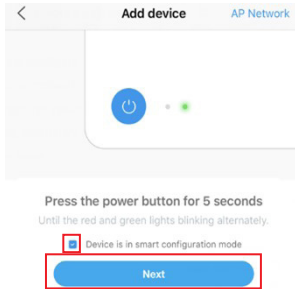 Add device
AP Network
Press the power button for 5 seconds
Until the red and green lights blinking alternately.
Device is in smart configuration mode
Next